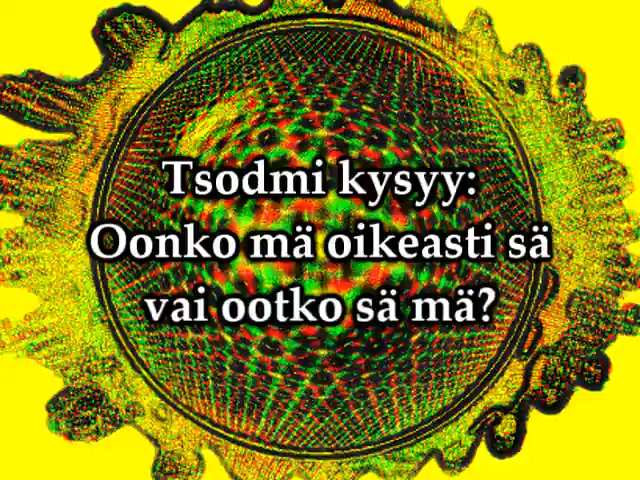 Tsodmi kysyy:
Oonko mä oikeasti sä
vai ootko sä mä?